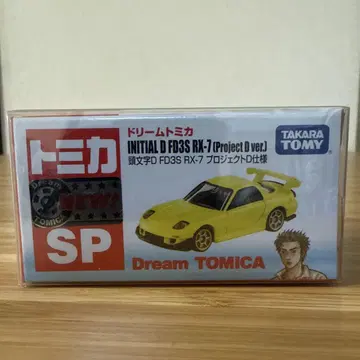 ドリームトミカ
INITIAL D FD3S RX-7 (Project D ver.)
頭文字D FD3S RX-7 プロジェクトD仕様
TAKARA
TOMY
トミカ
NEW!
SP
Dream TOMICA